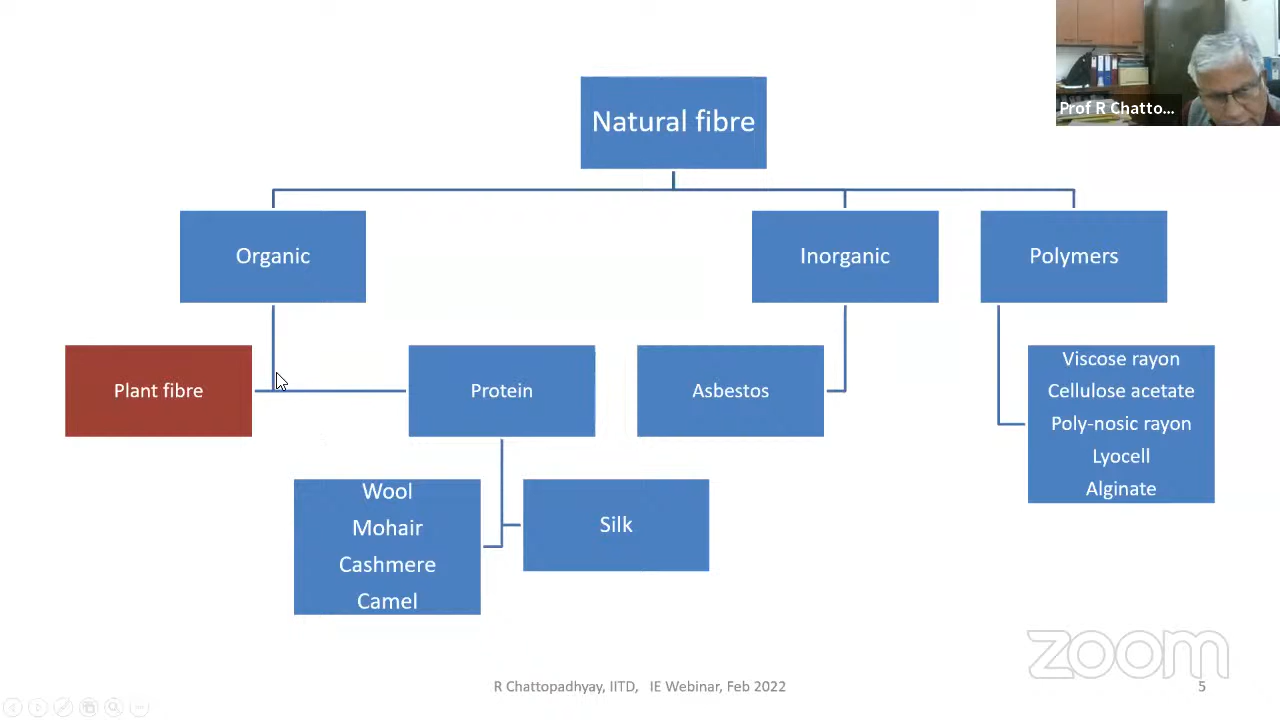 Natural fibre
Prof R Chatto...
Organic
Inorganic
Polymers
Plant fibre
Protein
Asbestos
Viscose rayon
Cellulose acetate
Poly-nosic rayon
Lyocell
Alginate
Wool
Mohair
Cashmere
Camel
Silk
zoom
R Chattopadhyay, IITD, IE Webinar, Feb 2022
5